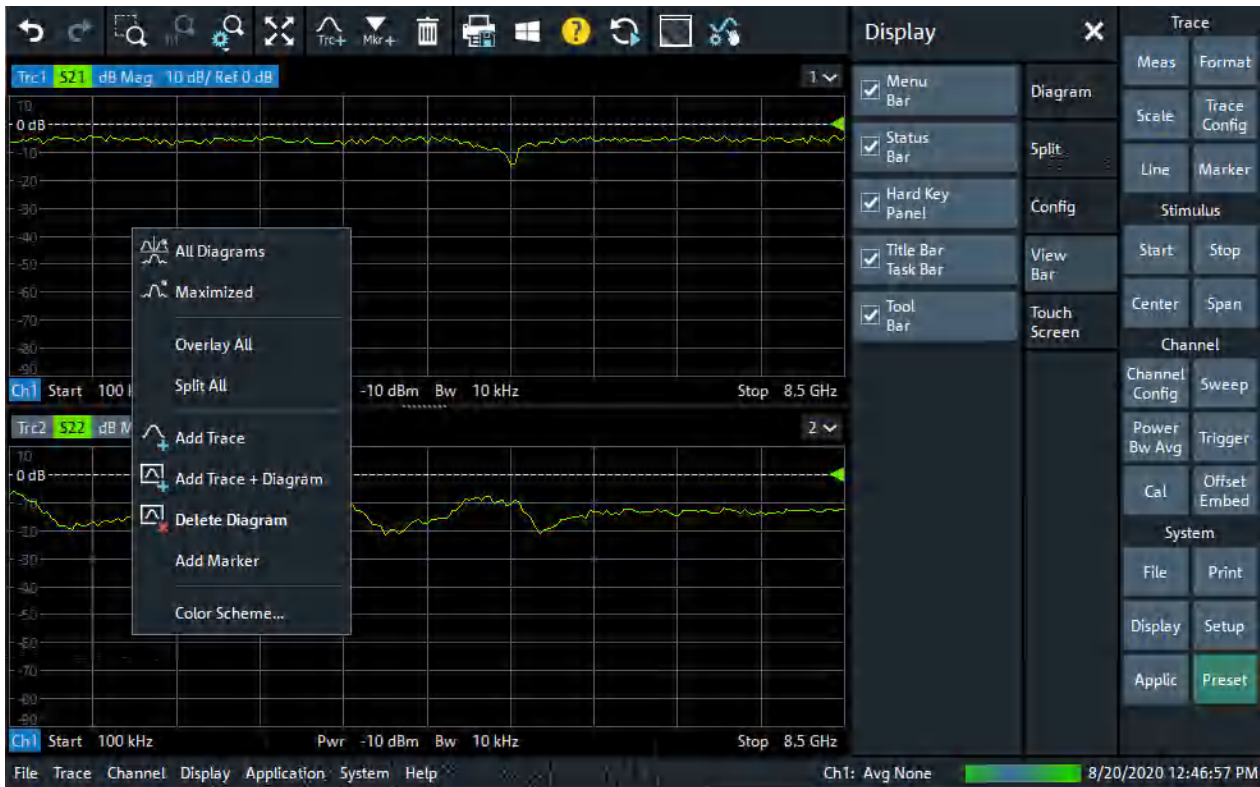 Trc+ Mkr+
?
Trc1 S21 dB Mag 10 dB/ Ref 0 dB
1
10
0 dB
-10
-20
-30
-40
-50
-60
-70
-80
-90
Ch1 Start 100
-10 dBm Bw 10 kHz
Stop 8.5 GHz
All Diagrams
Maximized
Overlay All
Split All
Add Trace
Add Trace + Diagram
Delete Diagram
Add Marker
Color Scheme...
Trc2 S22 dB
2
10
0 dB
-30
-40
-50
-60
-70
-80
-90
Ch1 Start 100 kHz
Pwr -10 dBm Bw 10 kHz
Stop 8.5 GHz
File Trace Channel Display Application System Help
Ch1: Avg None
8/20/2020 12:46:57 PM
Display
Menu
Bar
Status
Bar
Hard Key
Panel
Title Bar
Task Bar
Tool
Bar
Diagram
Split
Config
View
Bar
Touch
Screen
Trace
Meas Format
Scale Trace
Config
Line Marker
Stimulus
Start Stop
Center Span
Channel
Channel
Config Sweep
Power
Bw Avg Trigger
Cal Offset
Embed
System
File Print
Display Setup
Applic Preset